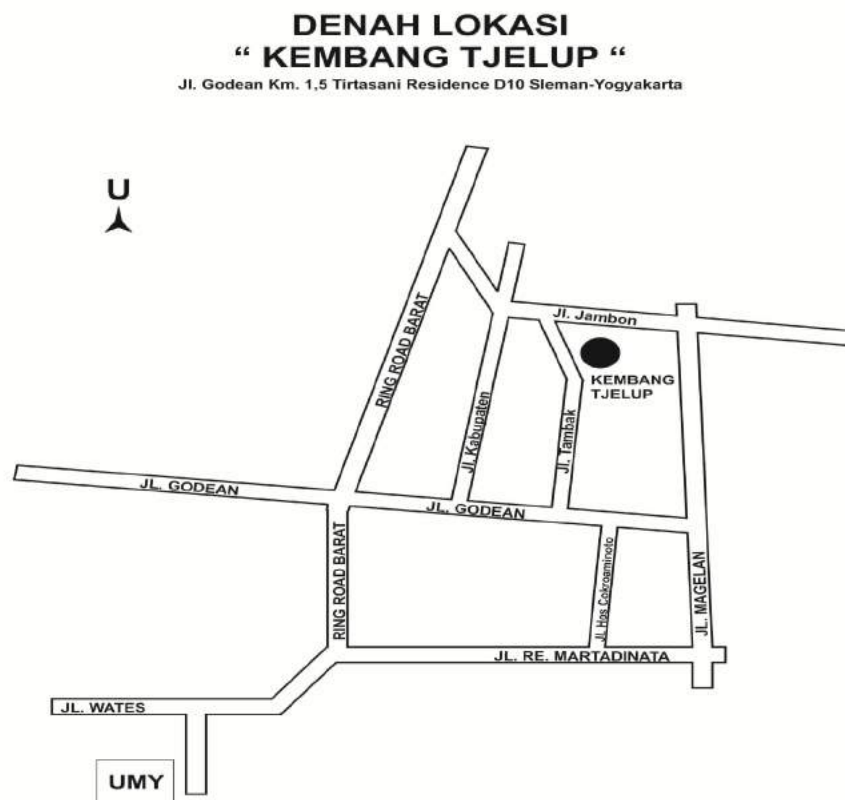 DENAH LOKASI
“ KEMBANG TJELUP “
Jl. Godean Km. 1,5 Tirtasani Residence D10 Sleman-Yogyakarta
U
RING ROAD BARAT
Jl. Jambon
KEMBANG
TJELUP
Jl. Kabupaten
Jl. Tambak
JL. GODEAN
JL. GODEAN
RING ROAD BARAT
Jl. Hos Cokroaminoto
JL. MAGELAN
JL. RE. MARTADINATA
JL. WATES
UMY